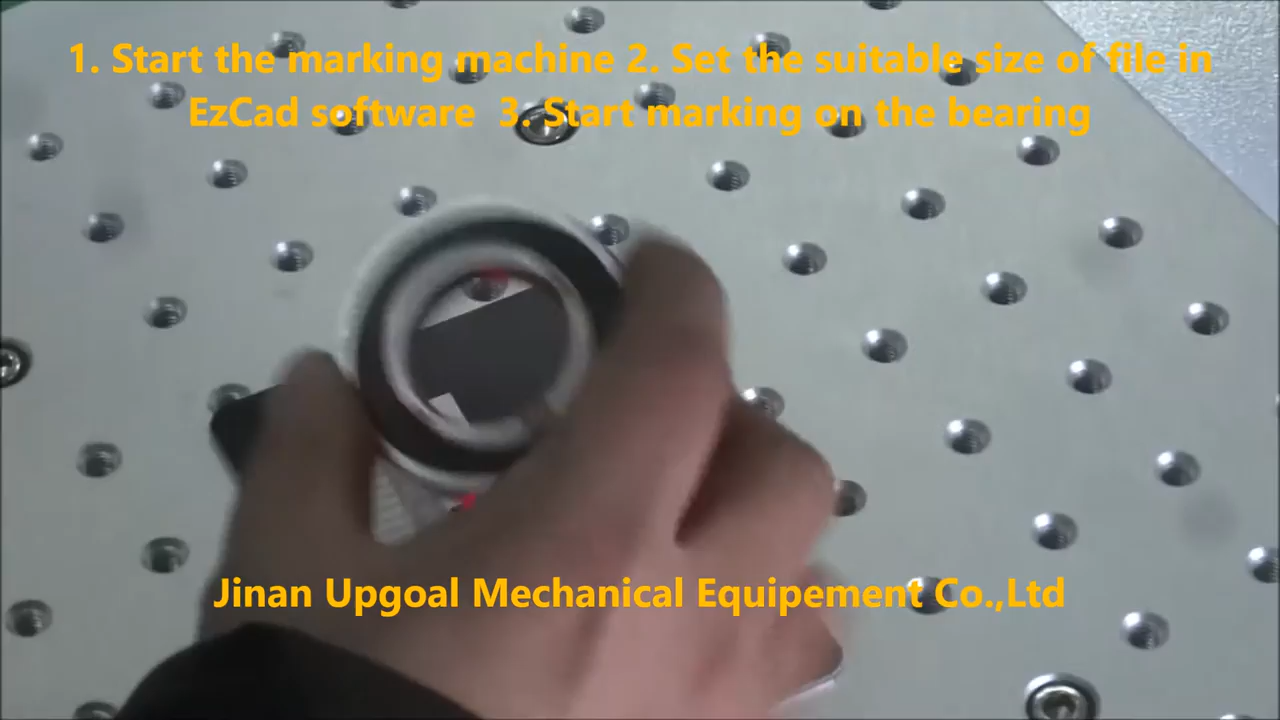 1. Start the marking machine 2. Set the suitable size of file in
EzCad software  3. Start marking on the bearing
Jinan Upgoal Mechanical Equipement Co.,Ltd